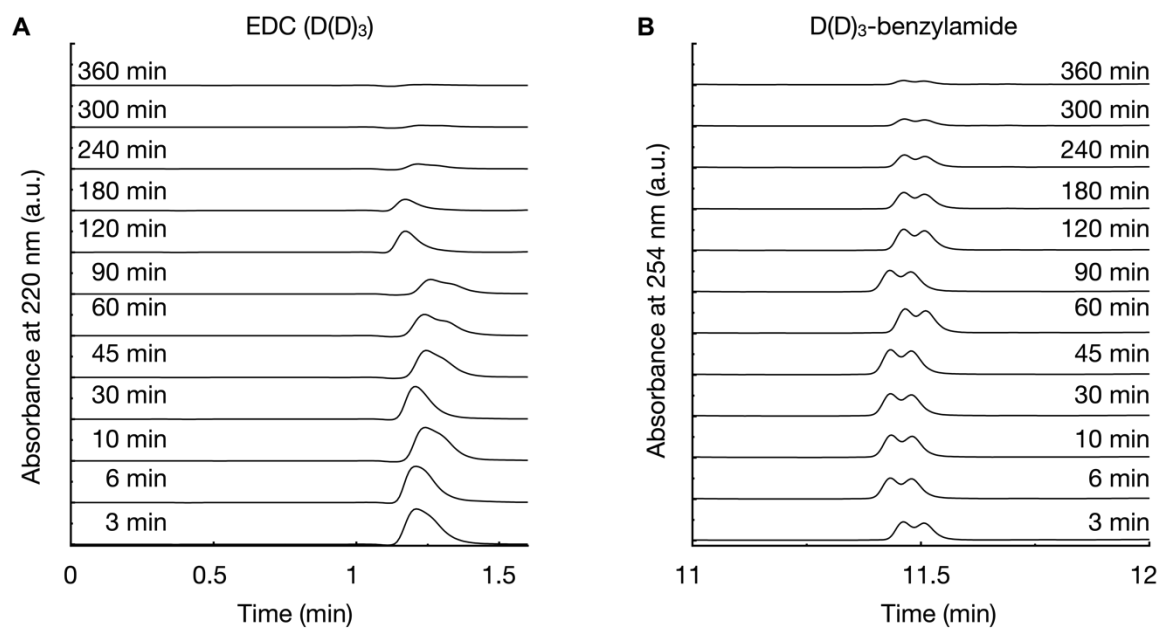 A
EDC (D(D)₃)
Absorbance at 220 nm (a.u.)
360 min
300 min
240 min
180 min
120 min
90 min
60 min
45 min
30 min
10 min
6 min
3 min
0
0.5
1
1.5
Time (min)
B
D(D)₃-benzylamide
Absorbance at 254 nm (a.u.)
360 min
300 min
240 min
180 min
120 min
90 min
60 min
45 min
30 min
10 min
6 min
3 min
11
11.5
12
Time (min)